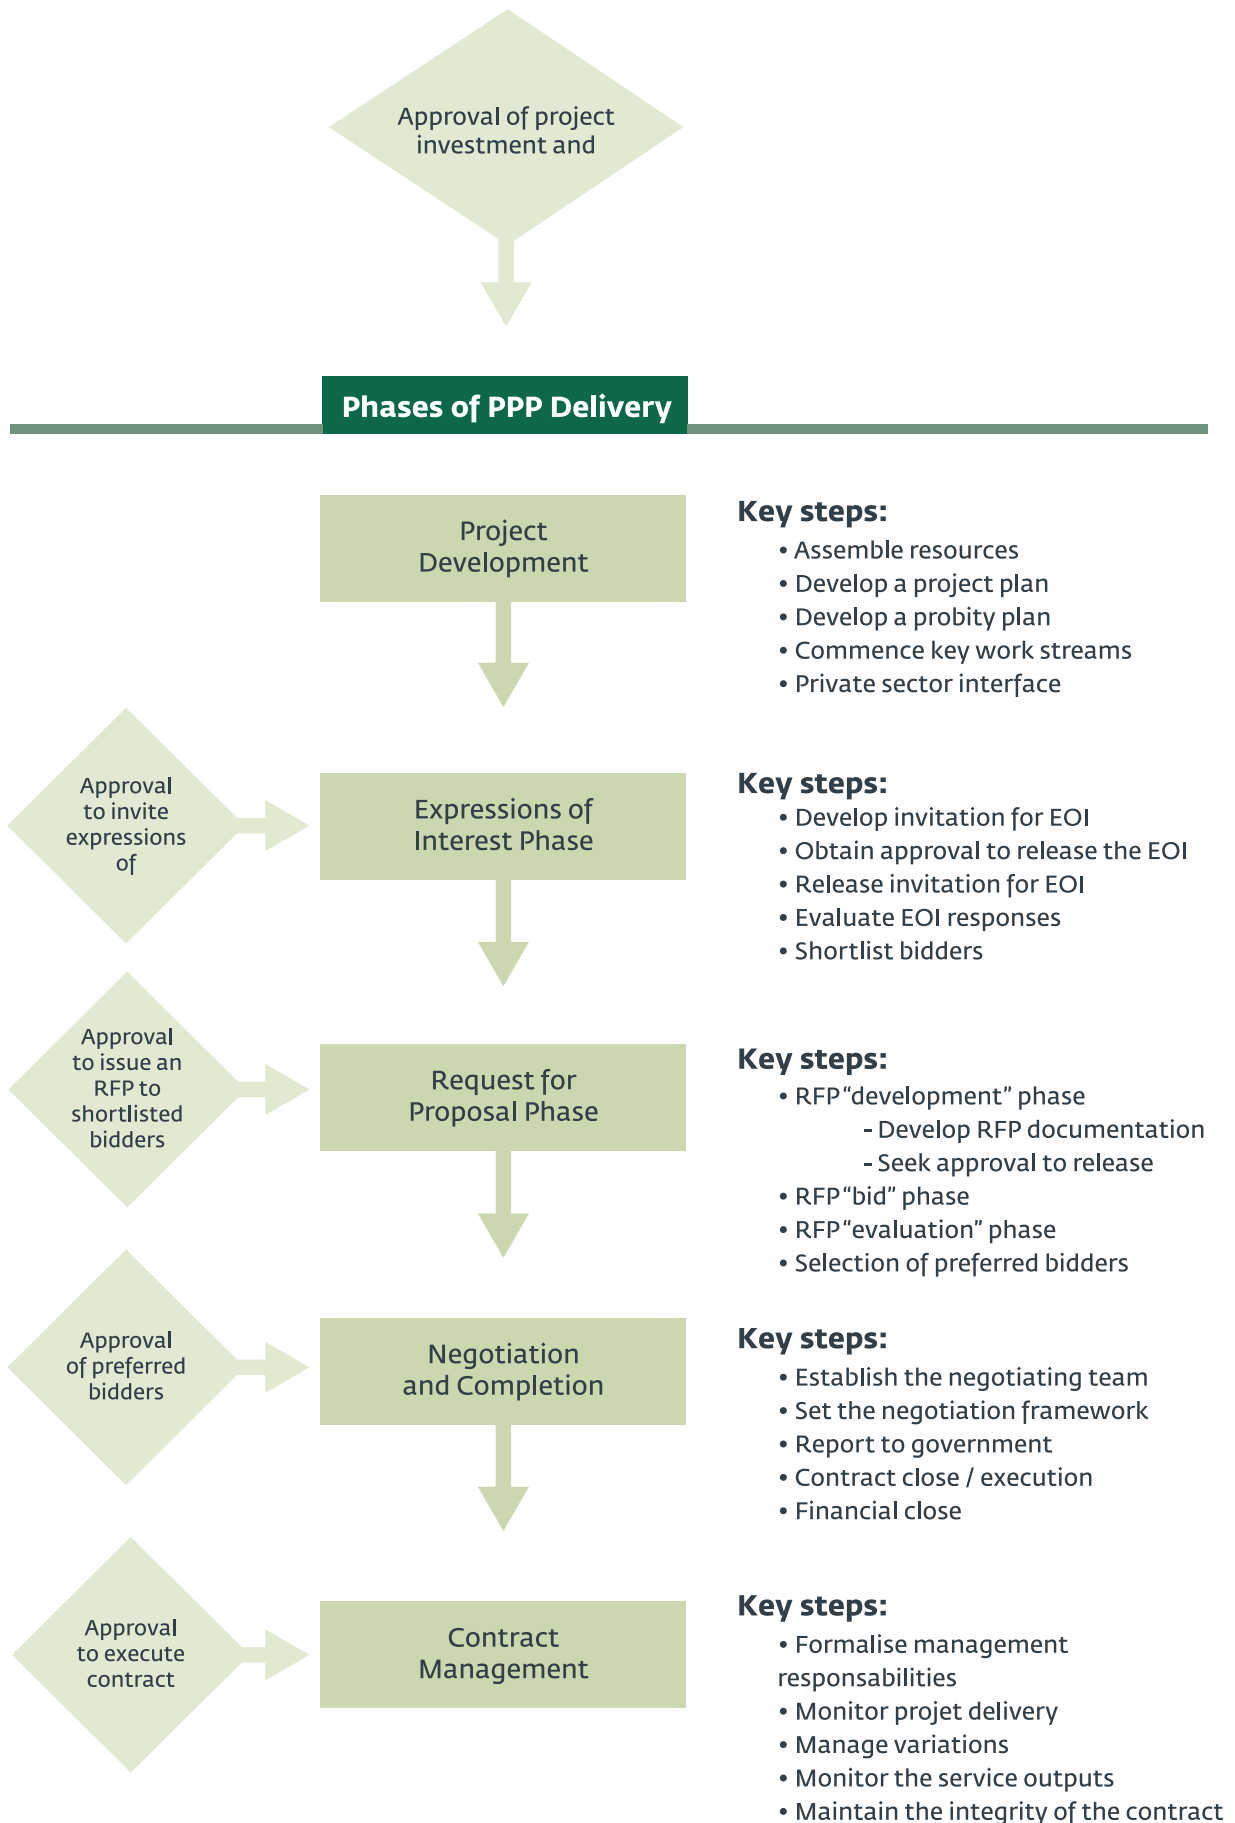 Approval of project
investment and
Phases of PPP Delivery
Project
Development
Key steps:
• Assemble resources
• Develop a project plan
• Develop a probity plan
• Commence key work streams
• Private sector interface
Approval
to invite
expressions
of
Expressions of
Interest Phase
Key steps:
• Develop invitation for EOI
• Obtain approval to release the EOI
• Release invitation for EOI
• Evaluate EOI responses
• Shortlist bidders
Approval
to issue an
RFP to
shortlisted
bidders
Request for
Proposal Phase
Key steps:
• RFP “development” phase
- Develop RFP documentation
- Seek approval to release
• RFP “bid” phase
• RFP “evaluation” phase
• Selection of preferred bidders
Approval
of preferred
bidders
Negotiation
and Completion
Key steps:
• Establish the negotiating team
• Set the negotiation framework
• Report to government
• Contract close / execution
• Financial close
Approval
to execute
contract
Contract
Management
Key steps:
• Formalise management
responsabilities
• Monitor projet delivery
• Manage variations
• Monitor the service outputs
• Maintain the integrity of the contract